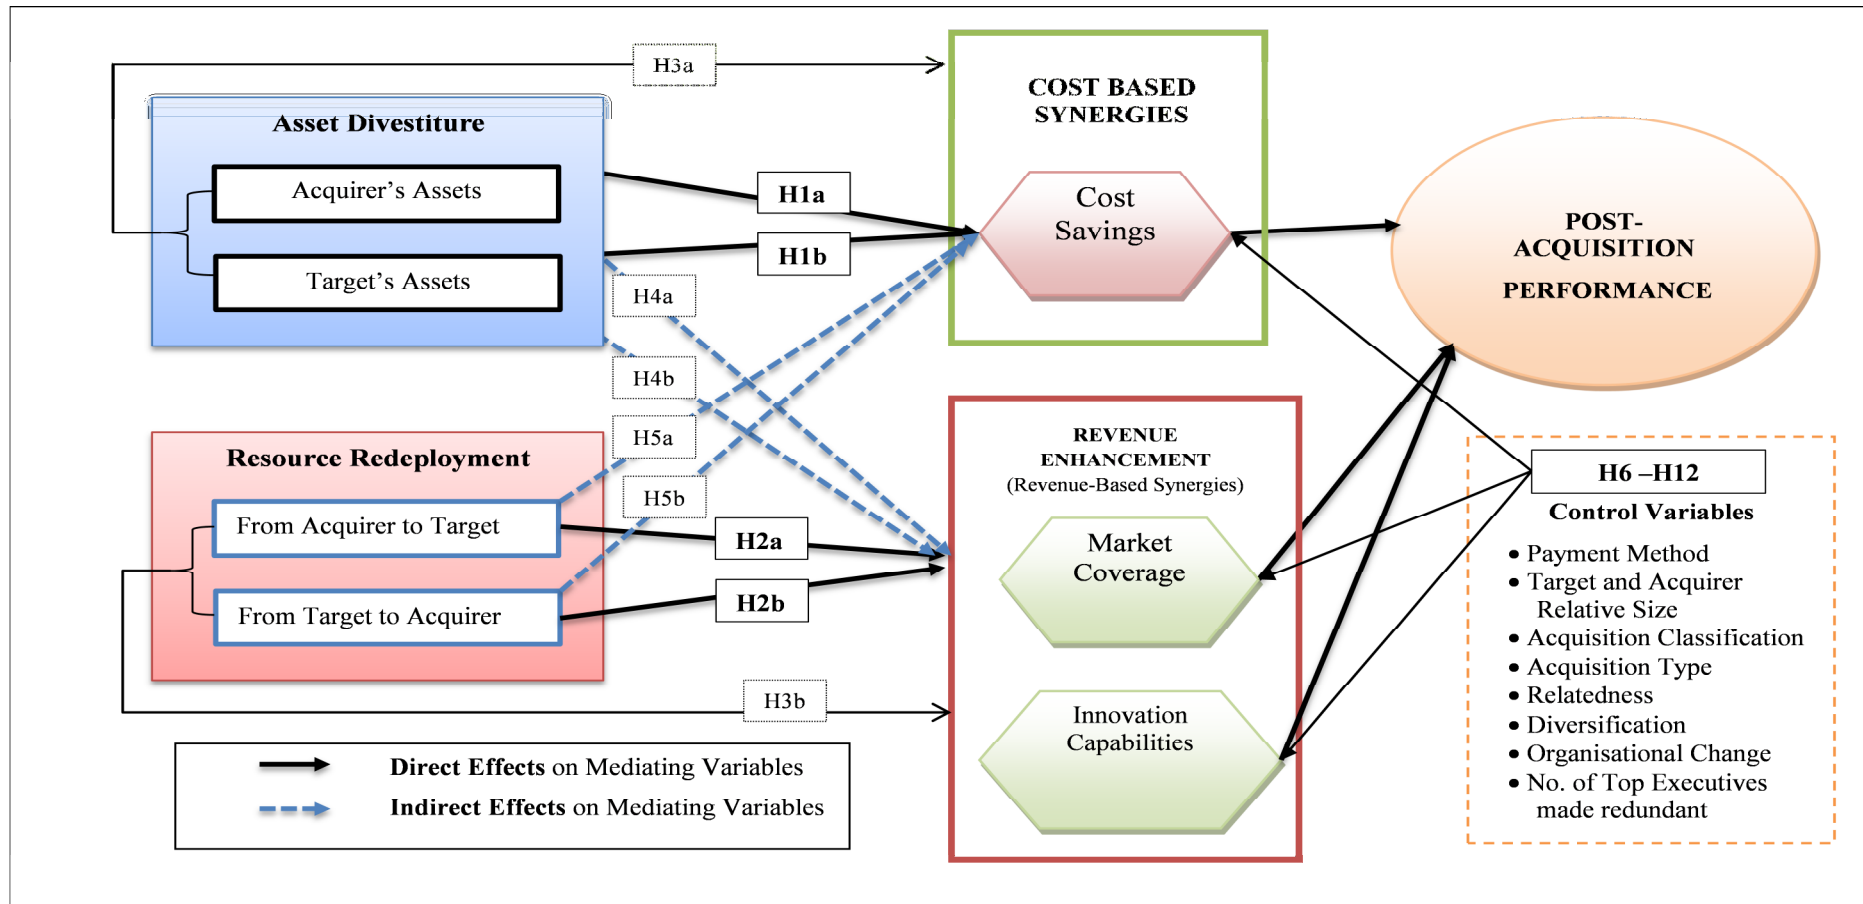 H3a
Asset Divestiture
Acquirer's Assets
Target's Assets
H1a
H1b
H4a
H4b
H5a
H5b
Resource Redeployment
From Acquirer to Target
From Target to Acquirer
H2a
H2b
H3b
COST BASED
SYNERGIES
Cost
Savings
REVENUE
ENHANCEMENT
(Revenue-Based Synergies)
Market
Coverage
Innovation
Capabilities
POST-
ACQUISITION
PERFORMANCE
H6 –H12
Control Variables
• Payment Method
• Target and Acquirer
Relative Size
• Acquisition Classification
• Acquisition Type
• Relatedness
• Diversification
• Organisational Change
• No. of Top Executives
made redundant
Direct Effects on Mediating Variables
Indirect Effects on Mediating Variables